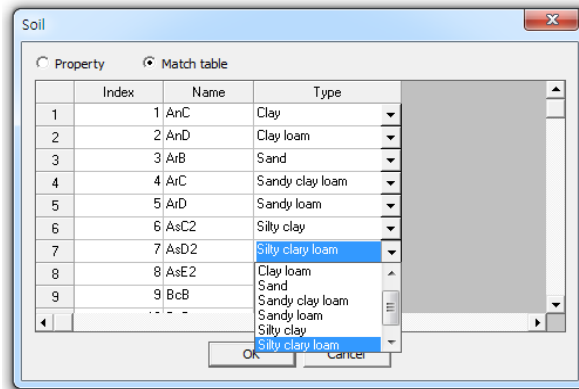 Soil
Property Match table
Index Name Type
1 1 AnC Clay
2 2 AnD Clay loam
3 3 ArB Sand
4 4 ArC Sandy clay loam
5 5 ArD Sandy loam
6 6 AsC2 Silty clay
7 7 AsD2 Silty clary loam
8 8 AsE2 Clay loam
Sand
9 9 BcB Sandy clay loam
Sandy loam
Silty clay
Silty clary loam
OK Cancel